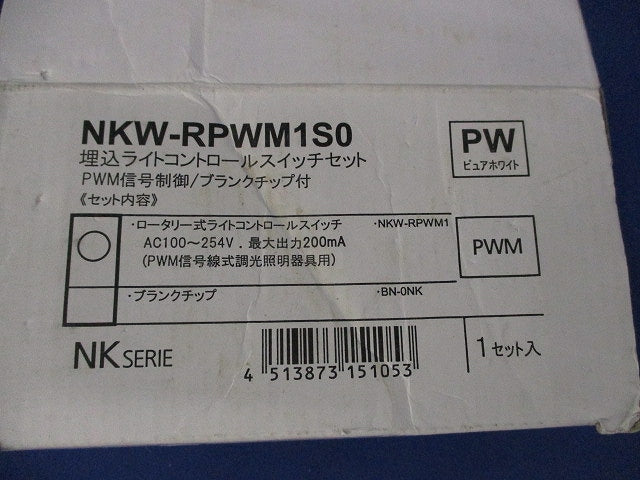 NKW-RPWM1S0
埋込ライトコントロールスイッチセット
PWM信号制御/ブランクチップ付
《セット内容》
PW
ピュアホワイト
・ロータリー式ライトコントロールスイッチ ・NKW-RPWM1
AC100～254V．最大出力200mA
(PWM信号線式調光照明器具用)
PWM
・ブランクチップ ・BN-0NK
NK SERIE
4 513873 151053
1セット入